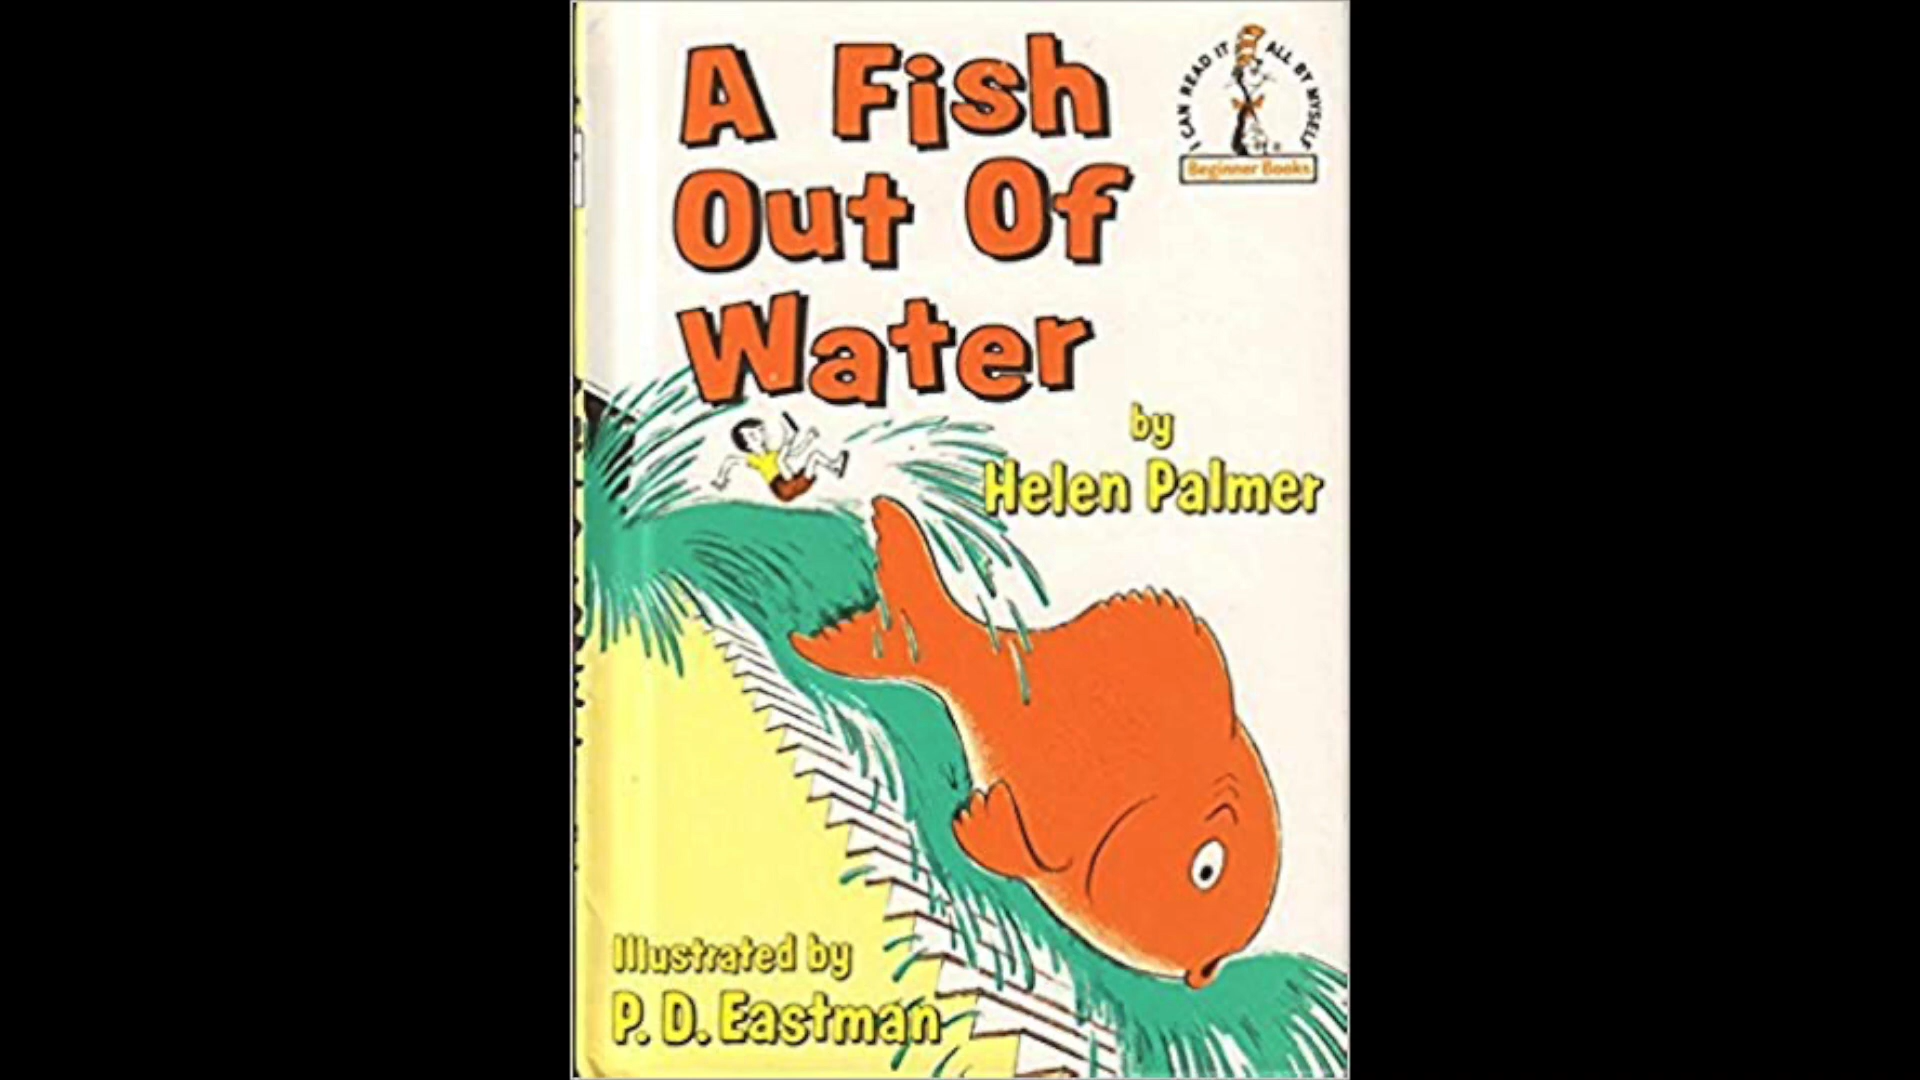 A Fish
Out Of
Water
I CAN READ IT ALL BY MYSELF
Beginner Books
by
Helen Palmer
Illustrated by
P. D. Eastman